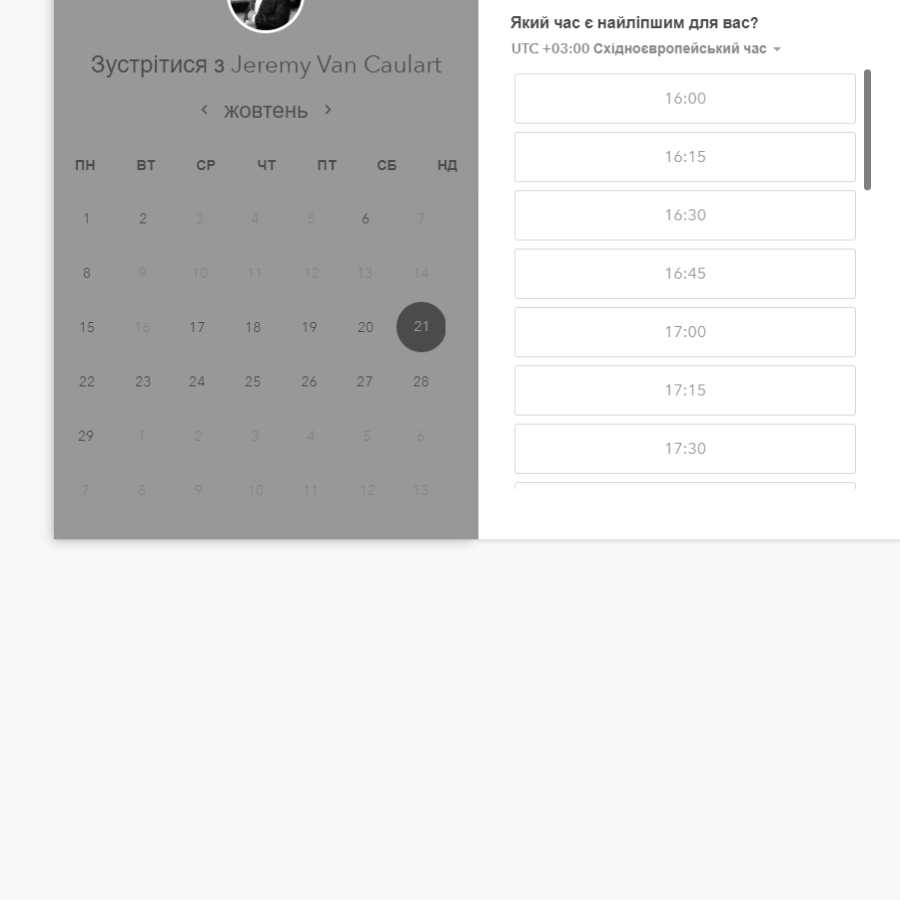 Зустрітися з Jeremy Van Caulart
жовтень
ПН ВТ СР ЧТ ПТ СБ НД
1 2 3 4 5 6 7
8 9 10 11 12 13 14
15 16 17 18 19 20 21
22 23 24 25 26 27 28
29 1 2 3 4 5 6
7 8 9 10 11 12 13
Який час є найліпшим для вас?
UTC +03:00 Східноєвропейський час
16:00
16:15
16:30
16:45
17:00
17:15
17:30